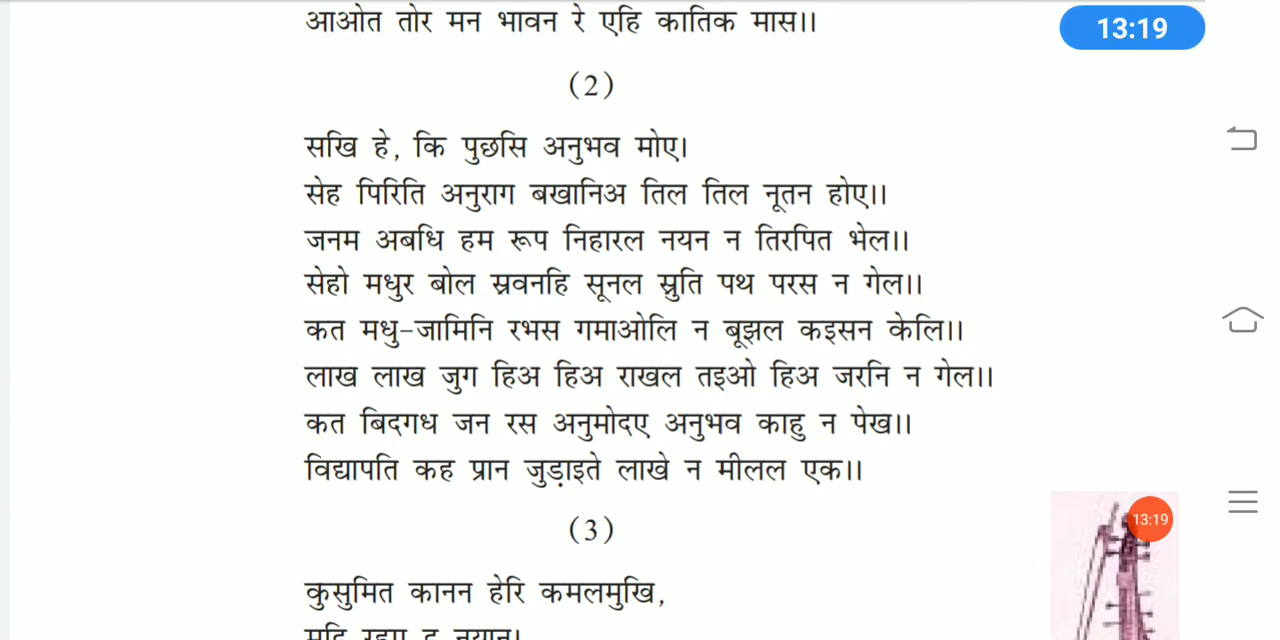 आओत तोर मन भावन रे एहि कातिक मास।।
13:19
(2)
सखि हे, कि पुछसि अनुभव मोए।
सेह पिरिति अनुराग बखानिअ तिल तिल नूतन होए।।
जनम अबधि हम रूप निहारल नयन न तिरपित भेल।।
सेहो मधुर बोल स्रवनहि सूनल स्रुति पथ परस न गेल।।
कत मधु-जामिनि रभस गमाओलि न बूझल कइसन केलि।।
लाख लाख जुग हिअ हिअ राखल तइओ हिअ जरनि न गेल।।
कत बिदगध जन रस अनुमोदए अनुभव काहु न पेख।।
विद्यापति कह प्रान जुड़ाइते लाखे न मीलल एक।।
(3)
13:19
कुसुमित कानन हेरि कमलमुखि,